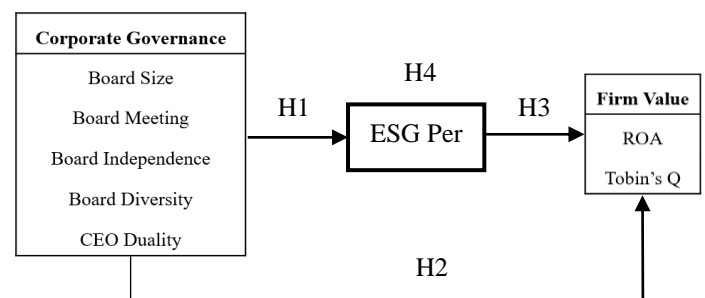 Corporate Governance
Board Size
Board Meeting
Board Independence
Board Diversity
CEO Duality
H1
H4
ESG Per
H3
Firm Value
ROA
Tobin's Q
H2